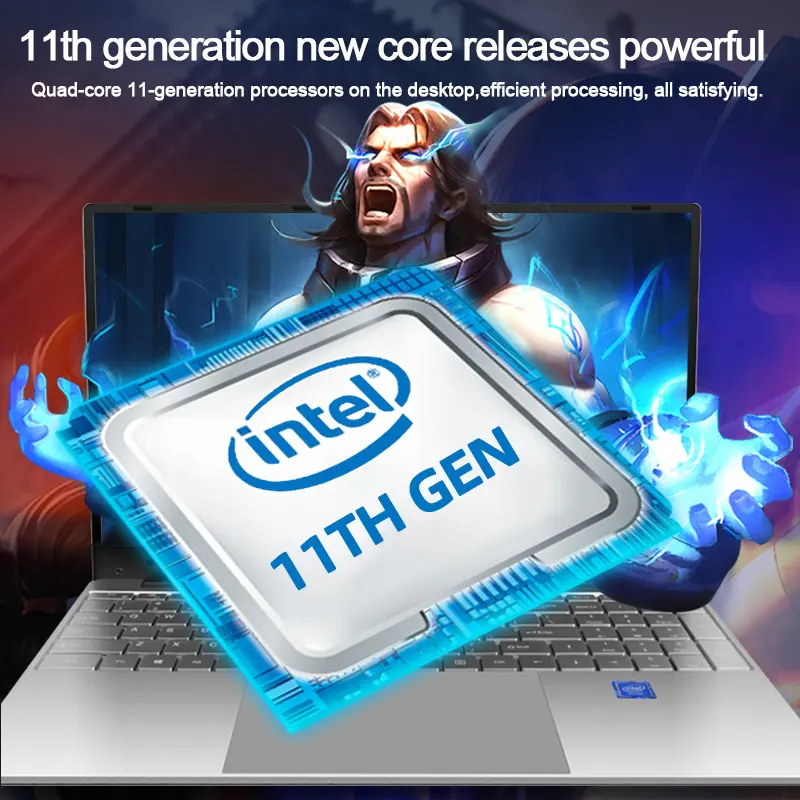 11th generation new core releases powerful
Quad-core 11-generation processors on the desktop,efficient processing, all satisfying.
intel®
11TH GEN
intel